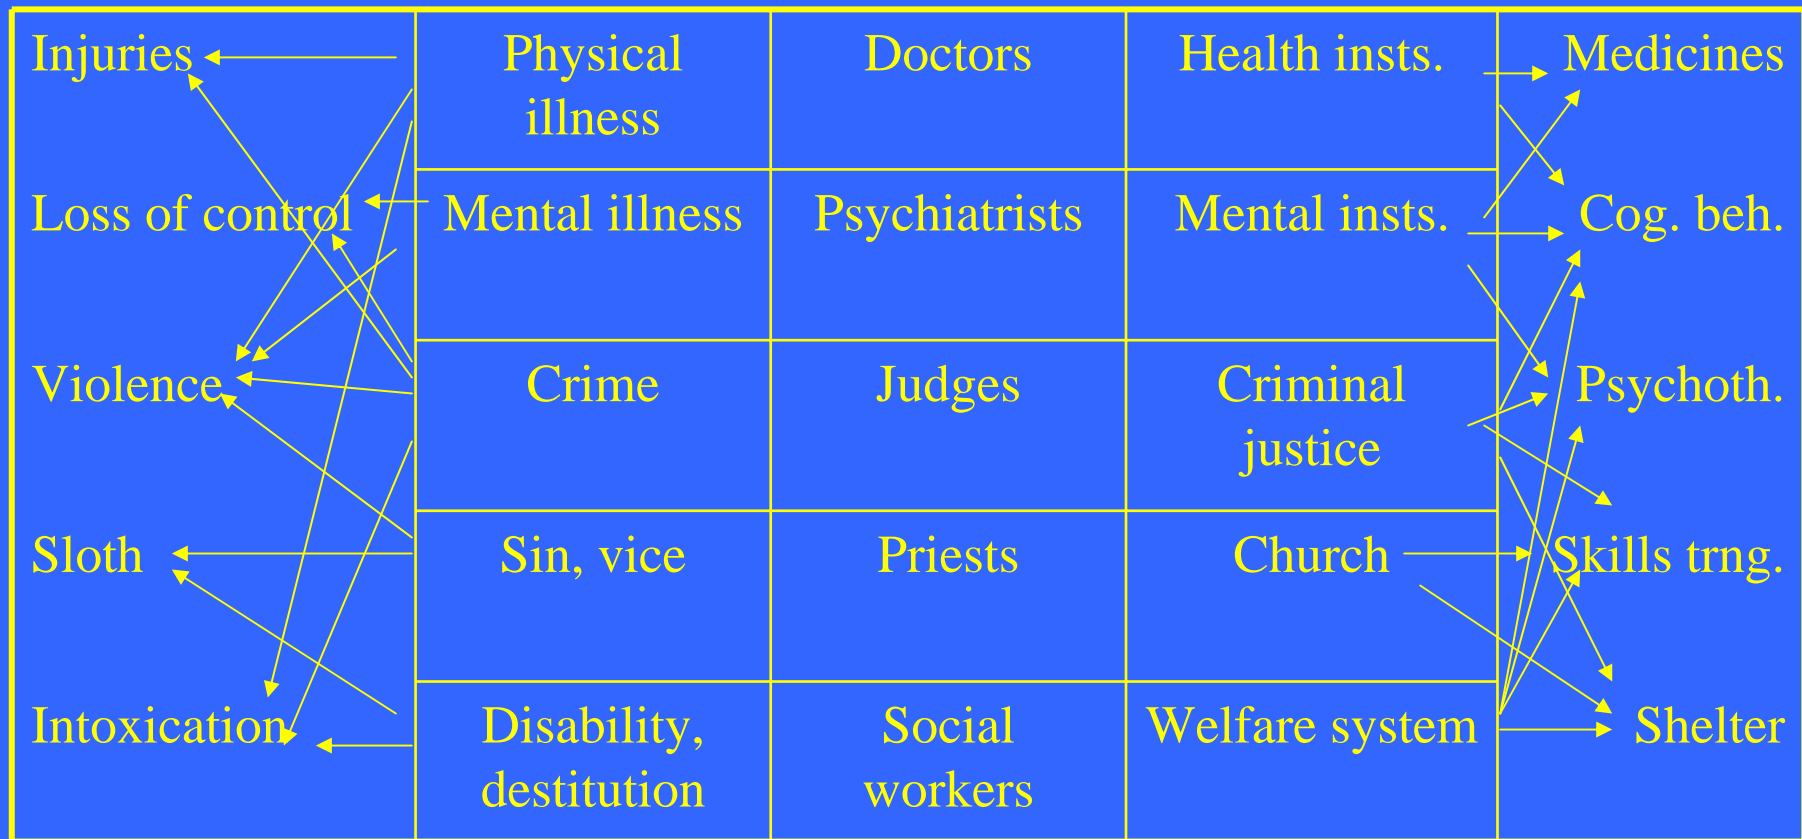 Injuries Physical Doctors Health insts. Medicines
illness
Loss of control Mental illness Psychiatrists Mental insts. Cog. beh.
Violence Crime Judges Criminal Psychoth.
justice
Sloth Sin, vice Priests Church Skills trng.
Intoxication Disability, Social Welfare system Shelter
destitution workers